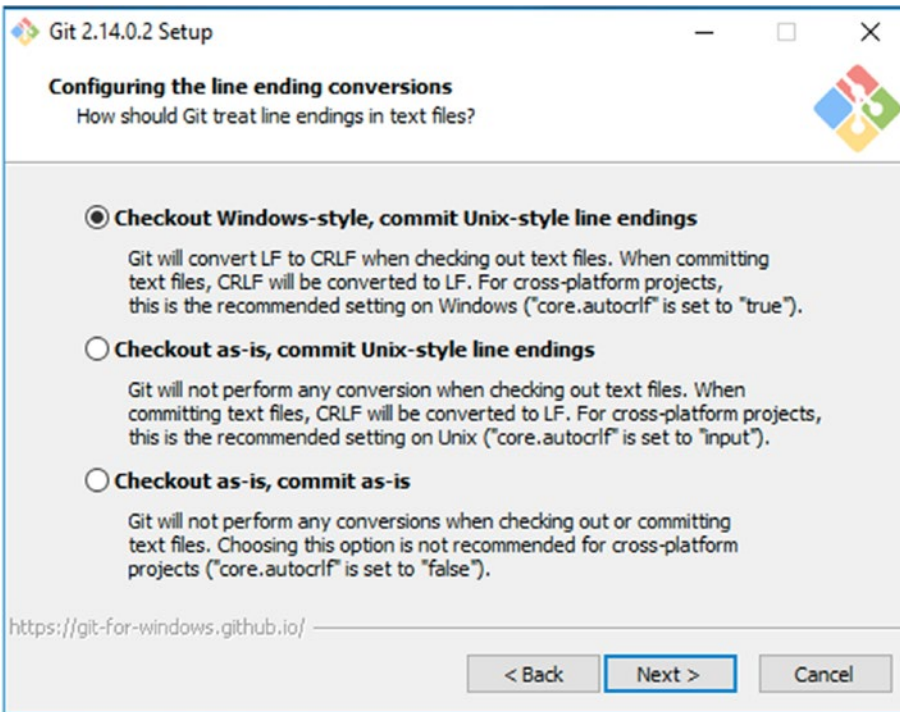 Git 2.14.0.2 Setup
Configuring the line ending conversions
How should Git treat line endings in text files?
Checkout Windows-style, commit Unix-style line endings
Git will convert LF to CRLF when checking out text files. When committing
text files, CRLF will be converted to LF. For cross-platform projects,
this is the recommended setting on Windows ("core.autocrlf" is set to "true").
Checkout as-is, commit Unix-style line endings
Git will not perform any conversion when checking out text files. When
committing text files, CRLF will be converted to LF. For cross-platform projects,
this is the recommended setting on Unix ("core.autocrlf" is set to "input").
Checkout as-is, commit as-is
Git will not perform any conversions when checking out or committing
text files. Choosing this option is not recommended for cross-platform
projects ("core.autocrlf" is set to "false").
https://git-for-windows.github.io/
< Back
Next >
Cancel